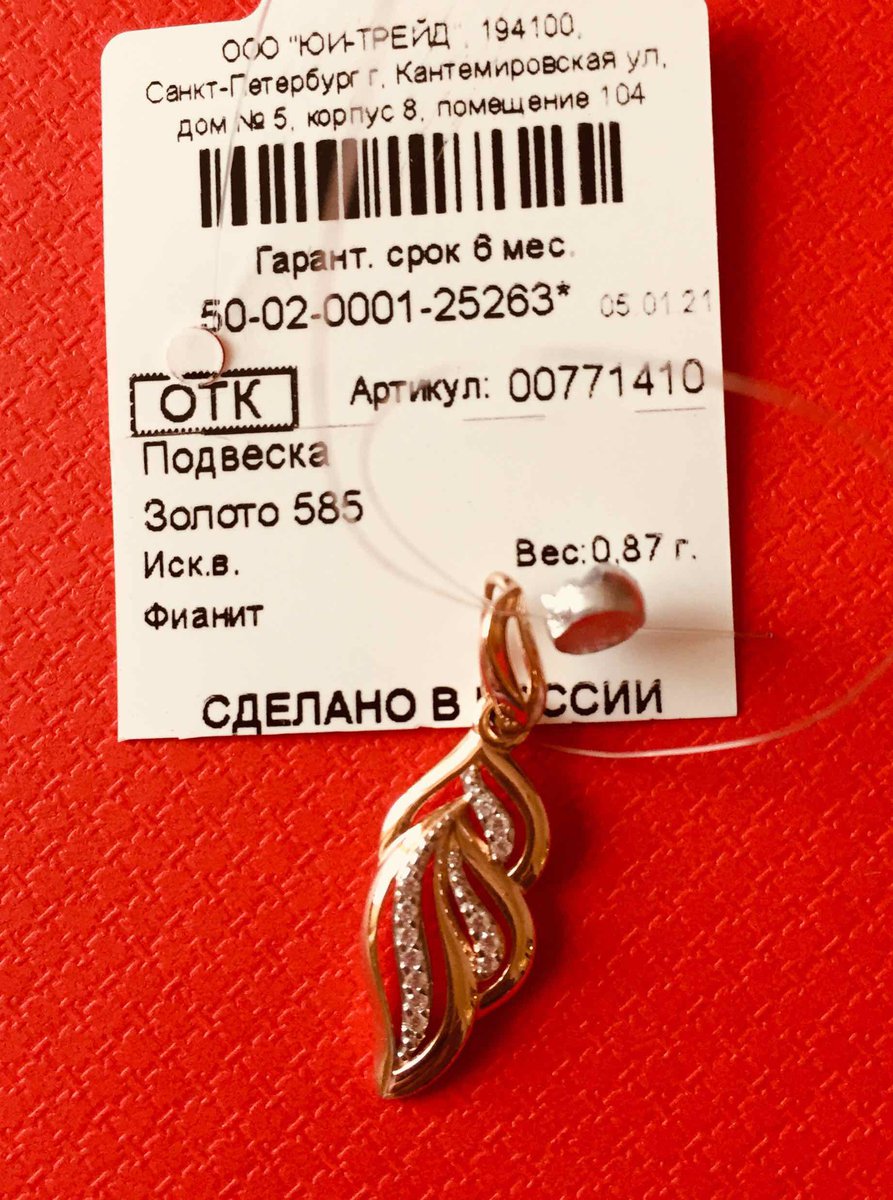 ООО "ЮИ-ТРЕЙД", 194100,
Санкт-Петербург г, Кантемировская ул,
дом № 5, корпус 8, помещение 104
Гарант. срок 6 мес.
50-02-0001-25263* 05.01.21
ОТК Артикул: 00771410
Подвеска
Золото 585
Иск.в. Вес:0,87 г.
Фианит
СДЕЛАНО В